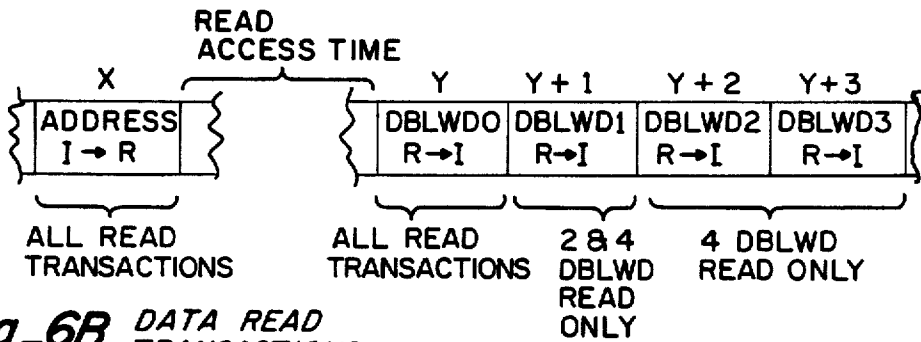 READ
ACCESS TIME
X Y Y+1 Y+2 Y+3
ADDRESS DBLWD0 DBLWD1 DBLWD2 DBLWD3
I→R R→I R→I R→I R→I
ALL READ ALL READ 2 & 4 4 DBLWD
TRANSACTIONS TRANSACTIONS DBLWD READ ONLY
READ
ONLY
6B DATA READ